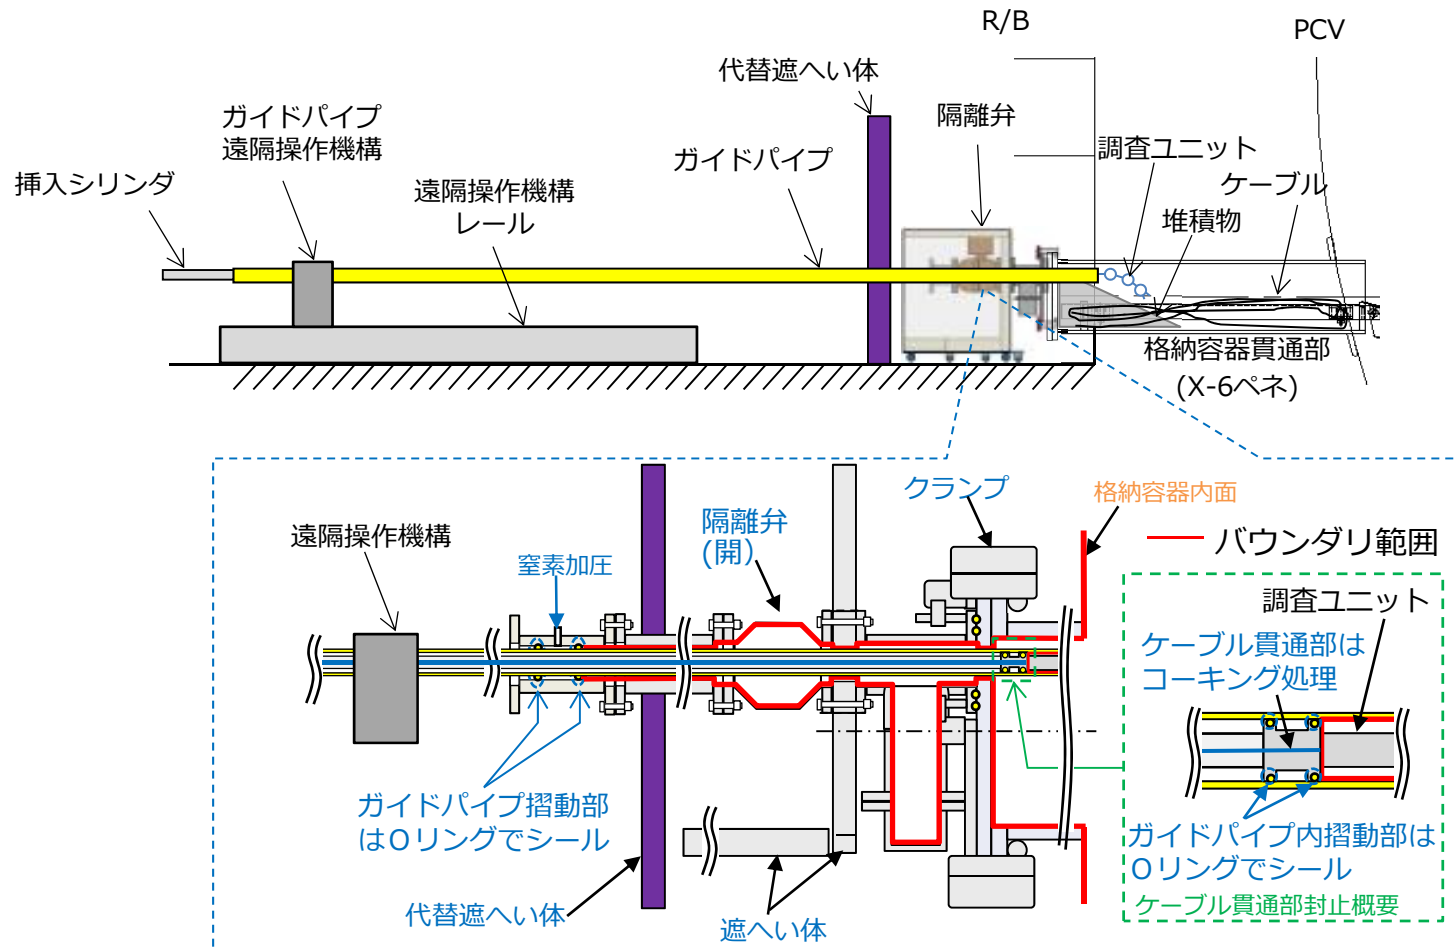 R/B
PCV
代替遮へい体
隔離弁
ガイドパイプ
遠隔操作機構
ガイドパイプ
調査ユニット
挿入シリンダ
遠隔操作機構
レール
ケーブル
堆積物
格納容器貫通部
(X-6ペネ)
クランプ
格納容器内面
隔離弁
(開)
遠隔操作機構
窒素加圧
バウンダリ範囲
調査ユニット
ケーブル貫通部は
コーキング処理
ガイドパイプ摺動部
はOリングでシール
ガイドパイプ内摺動部は
Oリングでシール
ケーブル貫通部封止概要
代替遮へい体
遮へい体